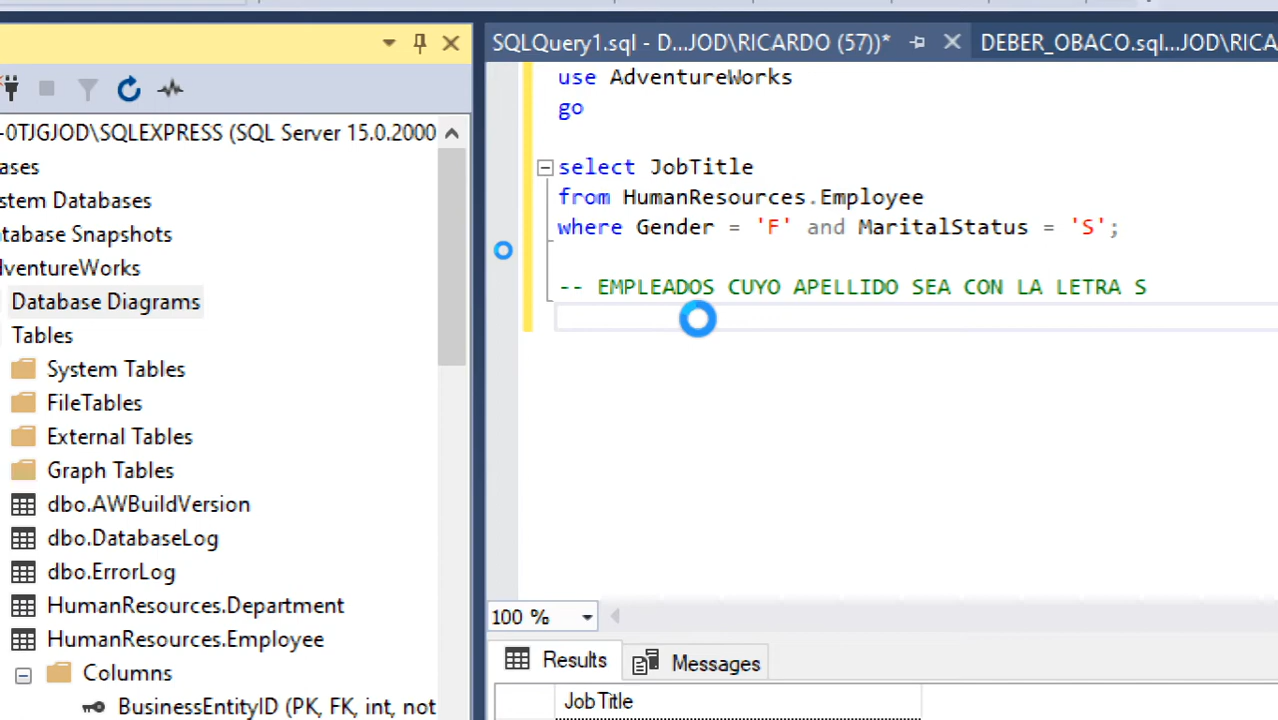 SQLQuery1.sql - D...JOD\RICARDO (57))*
DEBER_OBACO.sql...JOD\RICA
-0TJGJOD\SQLEXPRESS (SQL Server 15.0.2000
ases
stem Databases
tabase Snapshots
dventureWorks
Database Diagrams
Tables
System Tables
FileTables
External Tables
Graph Tables
dbo.AWBuildVersion
dbo.DatabaseLog
dbo.ErrorLog
HumanResources.Department
HumanResources.Employee
Columns
BusinessEntityID (PK, FK, int, not
use AdventureWorks
go
select JobTitle
from HumanResources.Employee
where Gender = 'F' and MaritalStatus = 'S';
-- EMPLEADOS CUYO APELLIDO SEA CON LA LETRA S
100 %
Results
Messages
JobTitle